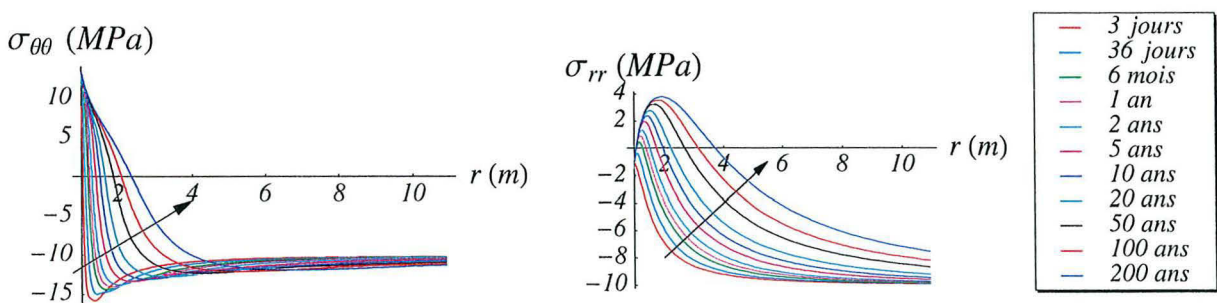 σθθ (MPa)
10
5
2 4 6 8 10 r (m)
−5
−10
−15
σrr (MPa)
4
2
2 4 6 8 10 r (m)
−2
−4
−6
−8
−10
3 jours
36 jours
6 mois
1 an
2 ans
5 ans
10 ans
20 ans
50 ans
100 ans
200 ans